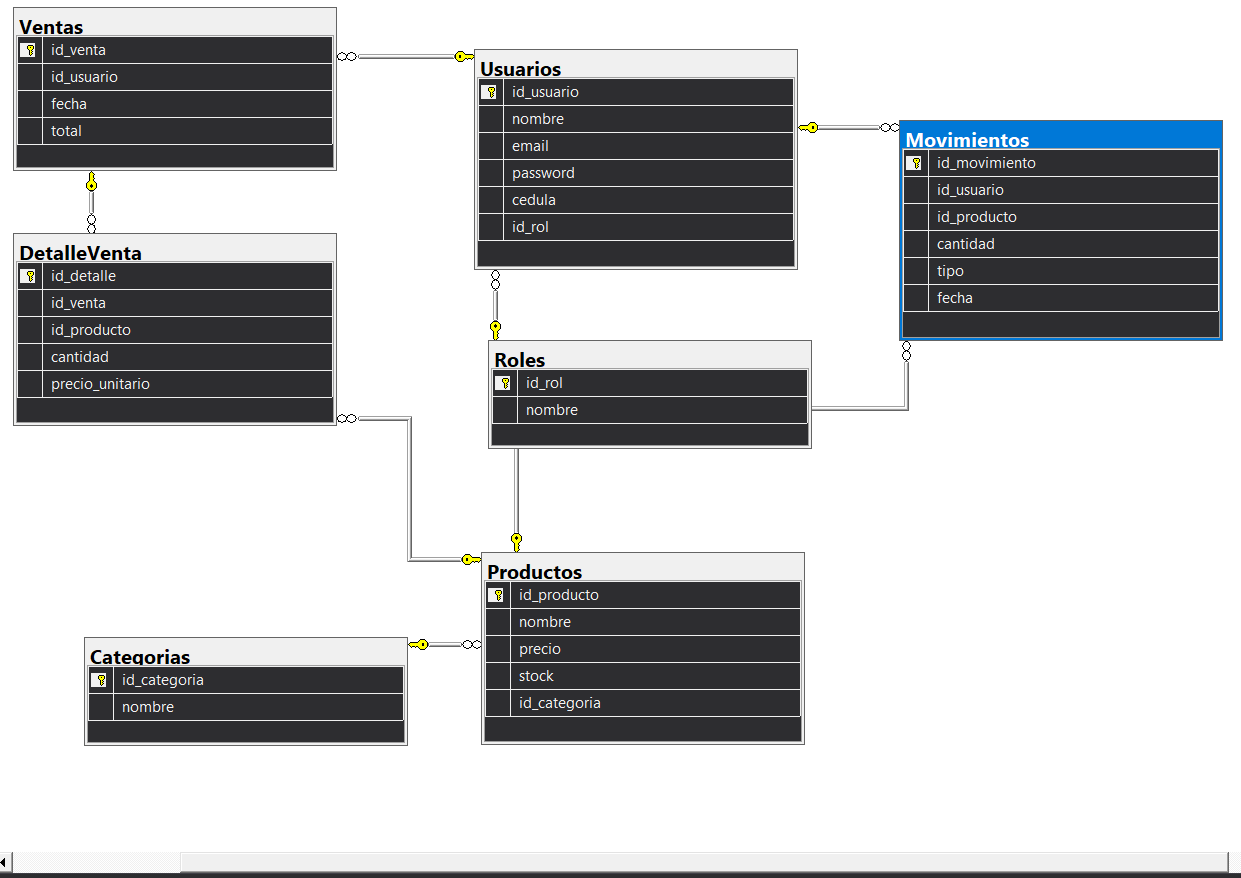 Ventas
id_venta
id_usuario
fecha
total
Usuarios
id_usuario
nombre
email
password
cedula
id_rol
Movimientos
id_movimiento
id_usuario
id_producto
cantidad
tipo
fecha
DetalleVenta
id_detalle
id_venta
id_producto
cantidad
precio_unitario
Roles
id_rol
nombre
Productos
id_producto
nombre
precio
stock
id_categoria
Categorias
id_categoria
nombre